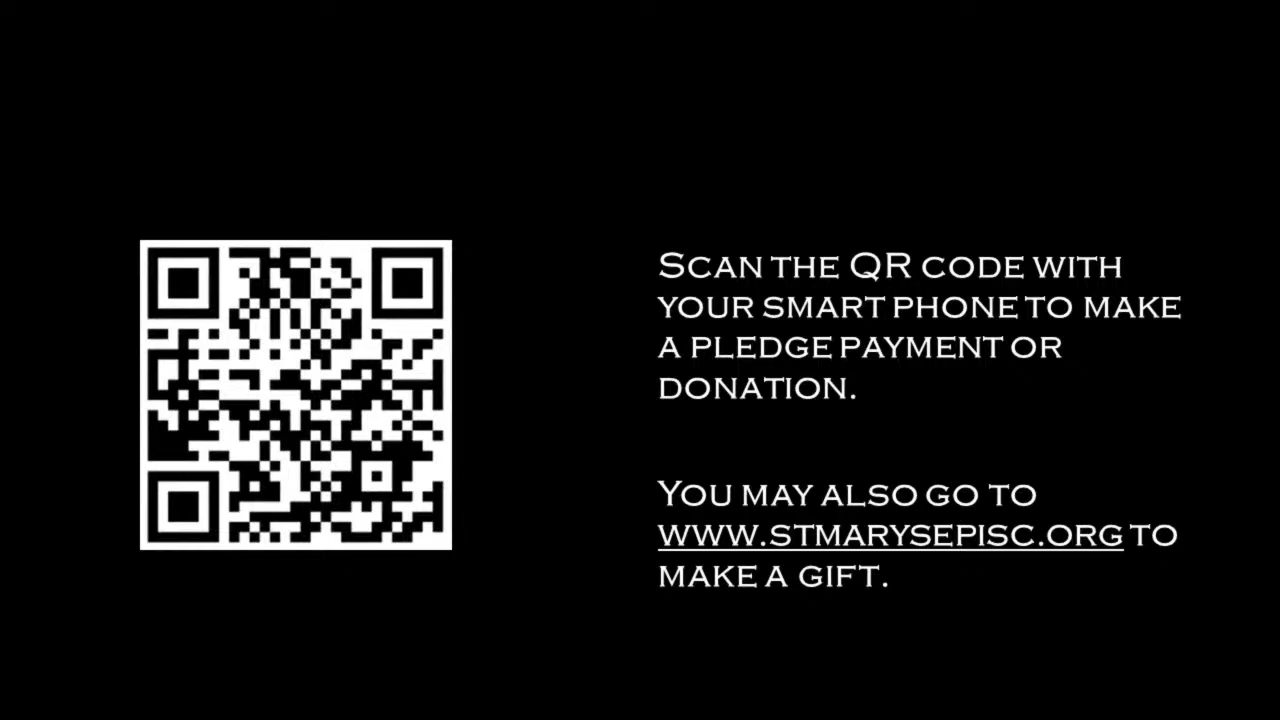 Scan the QR code with
your smart phone to make
a pledge payment or
donation.
You may also go to
www.stmarysepisc.org to
make a gift.